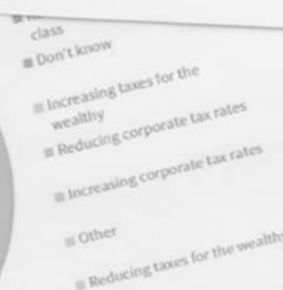 class
Don't know
Increasing taxes for the
wealthy
Reducing corporate tax rates
Increasing corporate tax rates
Other
Reducing taxes for the wealthy